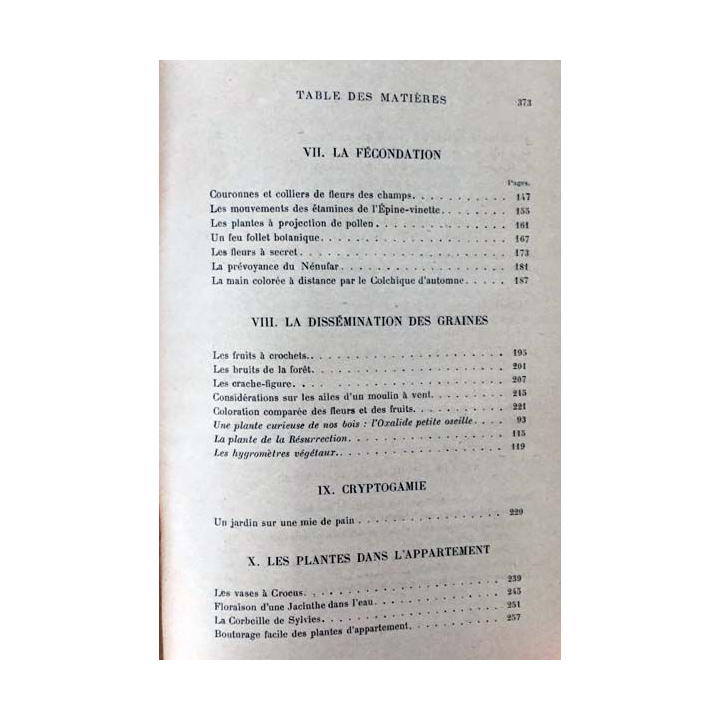 TABLE DES MATIÈRES 373
VII. LA FÉCONDATION
Pages.
Couronnes et colliers de fleurs des champs. . . . . . . . . . . 147
Les mouvements des étamines de l'Épine-vinette. . . . . . . . 155
Les plantes à projection de pollen . . . . . . . . . . . . . . 161
Un feu follet botanique. . . . . . . . . . . . . . . . . . . 167
Les fleurs à secret. . . . . . . . . . . . . . . . . . . . . 173
La prévoyance du Nénufar. . . . . . . . . . . . . . . . . 181
La main colorée à distance par le Colchique d'automne. . . . . 187
VIII. LA DISSÉMINATION DES GRAINES
Les fruits à crochets. . . . . . . . . . . . . . . . . . . . 195
Les bruits de la forêt. . . . . . . . . . . . . . . . . . . . 201
Les crache-figure. . . . . . . . . . . . . . . . . . . . . . 207
Considérations sur les ailes d'un moulin à vent. . . . . . . . 215
Coloration comparée des fleurs et des fruits. . . . . . . . . . 221
Une plante curieuse de nos bois : l'Oxalide petite oseille. . . . 93
La plante de la Résurrection. . . . . . . . . . . . . . . . 115
Les hygromètres végétaur. . . . . . . . . . . . . . . . . 119
IX. CRYPTOGAMIE
Un jardin sur une mie de pain . . . . . . . . . . . . . . . 229
X. LES PLANTES DANS L'APPARTEMENT
Les vases à Crocus. . . . . . . . . . . . . . . . . . . . . 239
Floraison d'une Jacinthe dans l'eau. . . . . . . . . . . . . . 245
La Corbeille de Sylvies. . . . . . . . . . . . . . . . . . . 251
Bouturage facile des plantes d'appartement. . . . . . . . . . 257